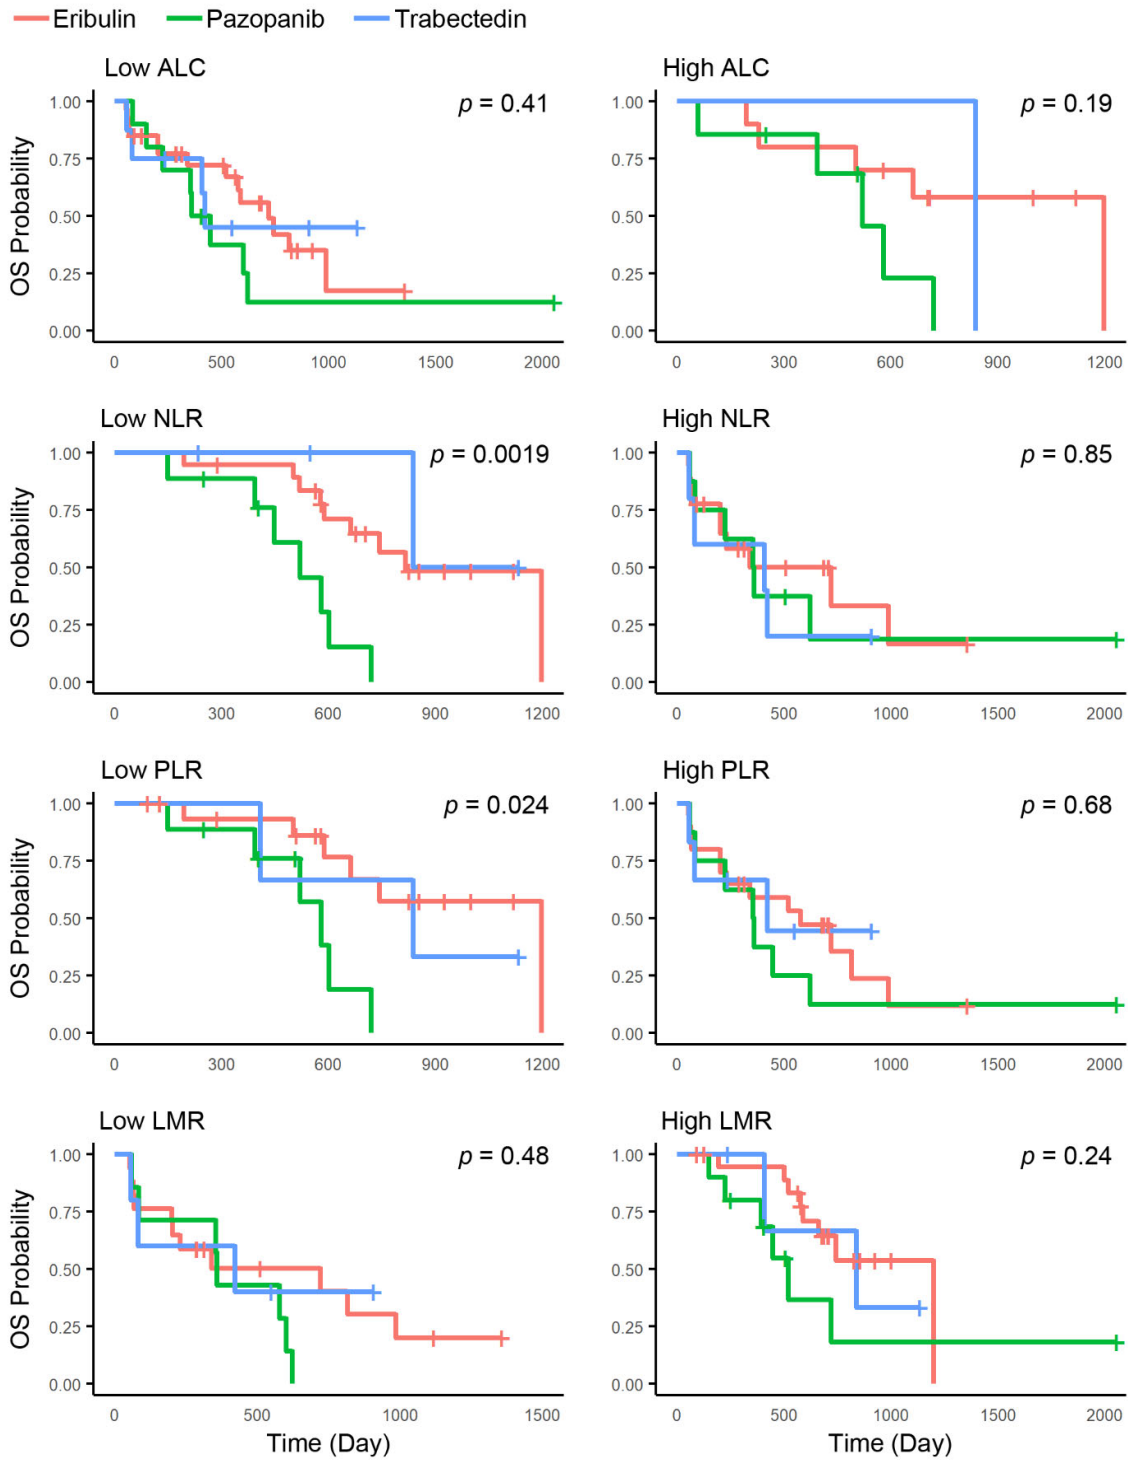 Eribulin Pazopanib Trabectedin
Low ALC
High ALC
p = 0.41
p = 0.19
OS Probability
1.00
0.75
0.50
0.25
0.00
0 500 1000 1500 2000
1.00
0.75
0.50
0.25
0.00
0 300 600 900 1200
Low NLR
High NLR
p = 0.0019
p = 0.85
OS Probability
1.00
0.75
0.50
0.25
0.00
0 300 600 900 1200
1.00
0.75
0.50
0.25
0.00
0 500 1000 1500 2000
Low PLR
High PLR
p = 0.024
p = 0.68
OS Probability
1.00
0.75
0.50
0.25
0.00
0 300 600 900 1200
1.00
0.75
0.50
0.25
0.00
0 500 1000 1500 2000
Low LMR
High LMR
p = 0.48
p = 0.24
OS Probability
1.00
0.75
0.50
0.25
0.00
0 500 1000 1500
Time (Day)
1.00
0.75
0.50
0.25
0.00
0 500 1000 1500 2000
Time (Day)